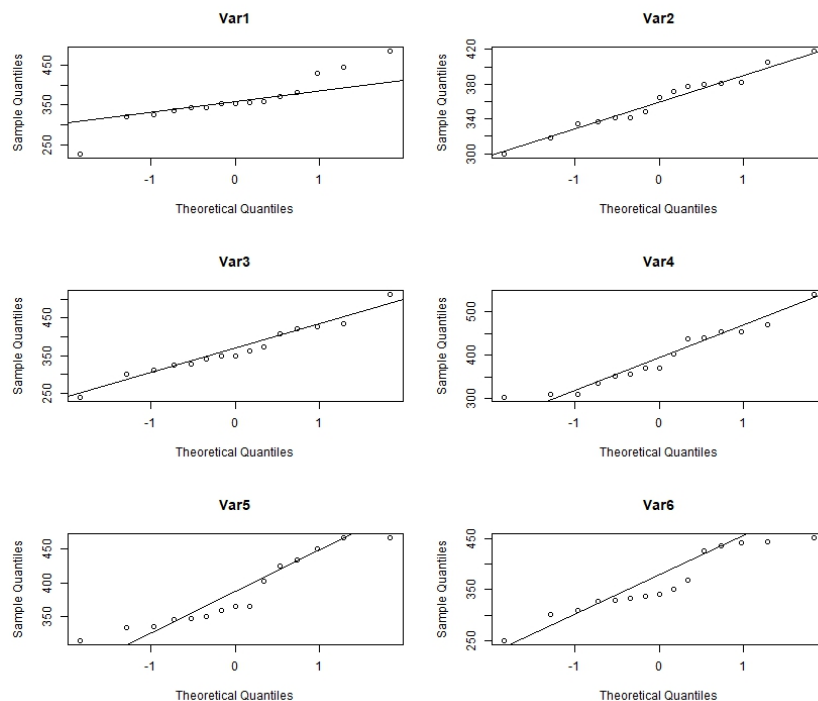 Var1
Var2
Sample Quantiles
250
350
450
-1
0
1
Theoretical Quantiles
Sample Quantiles
300
340
380
420
-1
0
1
Theoretical Quantiles
Var3
Var4
Sample Quantiles
250
350
450
-1
0
1
Theoretical Quantiles
Sample Quantiles
300
400
500
-1
0
1
Theoretical Quantiles
Var5
Var6
Sample Quantiles
350
400
450
-1
0
1
Theoretical Quantiles
Sample Quantiles
250
350
450
-1
0
1
Theoretical Quantiles